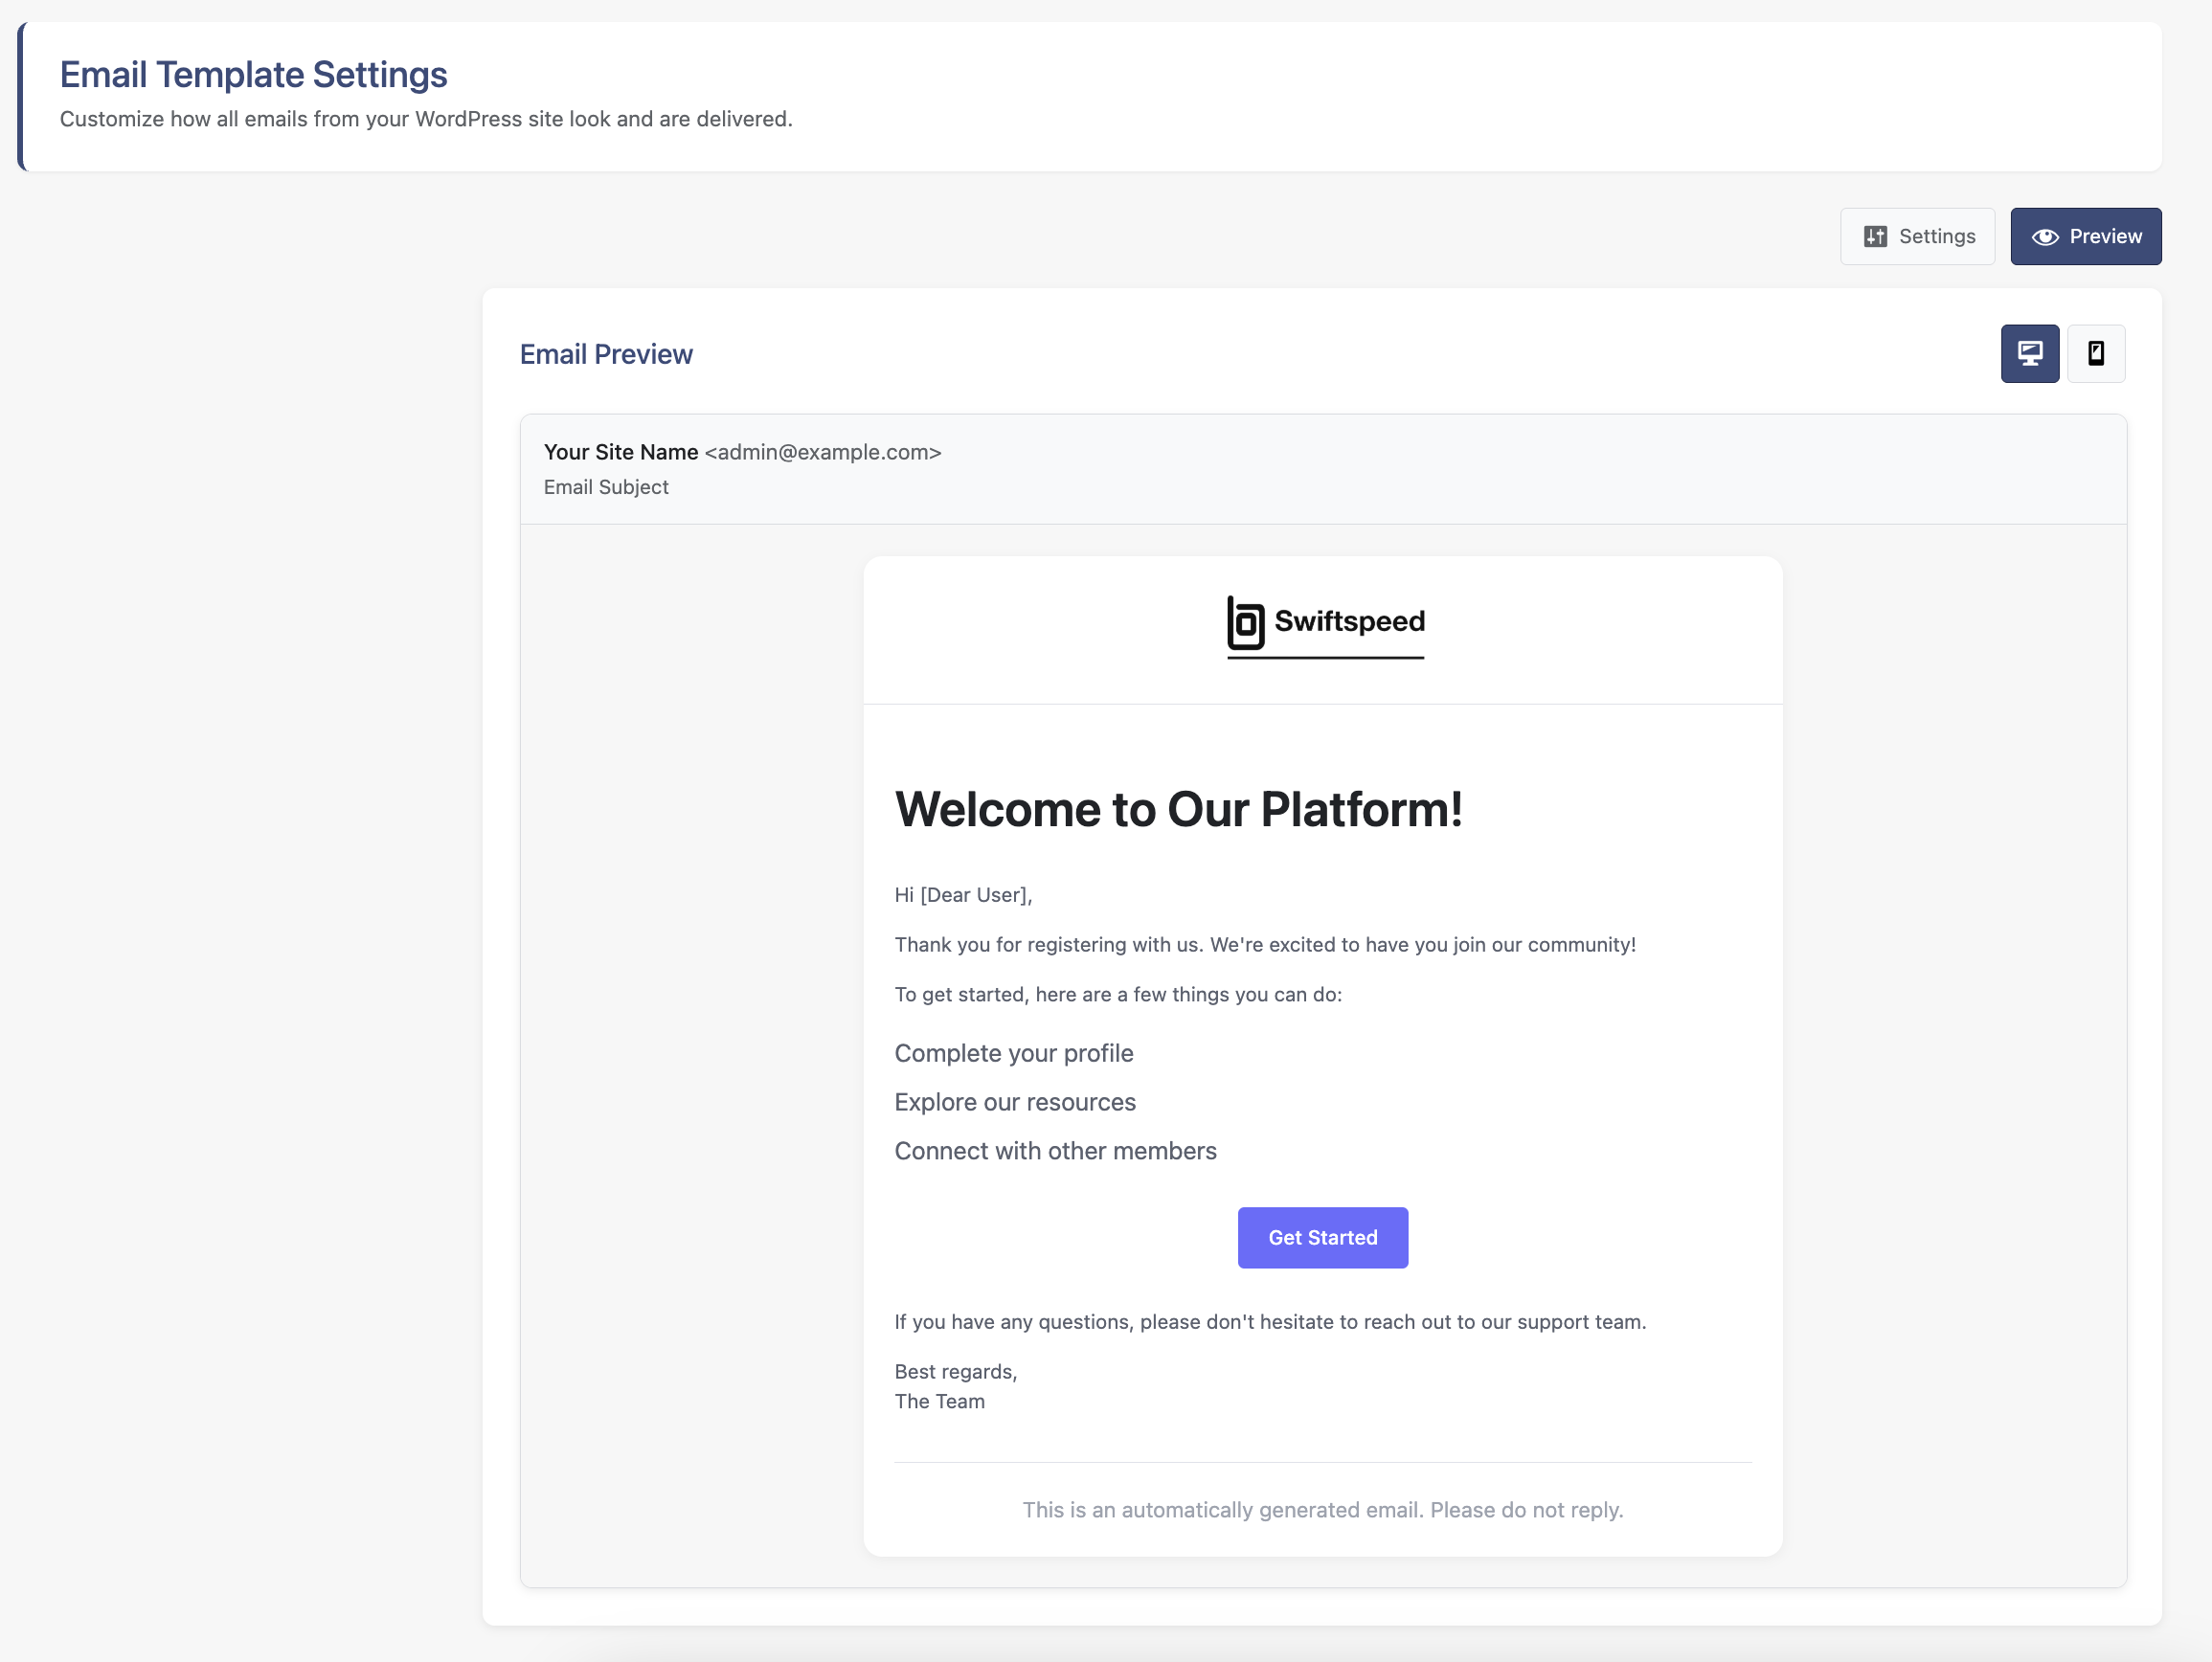 Email Template Settings
Customize how all emails from your WordPress site look and are delivered.
Settings
Preview
Email Preview
Your Site Name <admin@example.com>
Email Subject
Swiftspeed
Welcome to Our Platform!
Hi [Dear User],
Thank you for registering with us. We're excited to have you join our community!
To get started, here are a few things you can do:
Complete your profile
Explore our resources
Connect with other members
Get Started
If you have any questions, please don't hesitate to reach out to our support team.
Best regards,
The Team
This is an automatically generated email. Please do not reply.